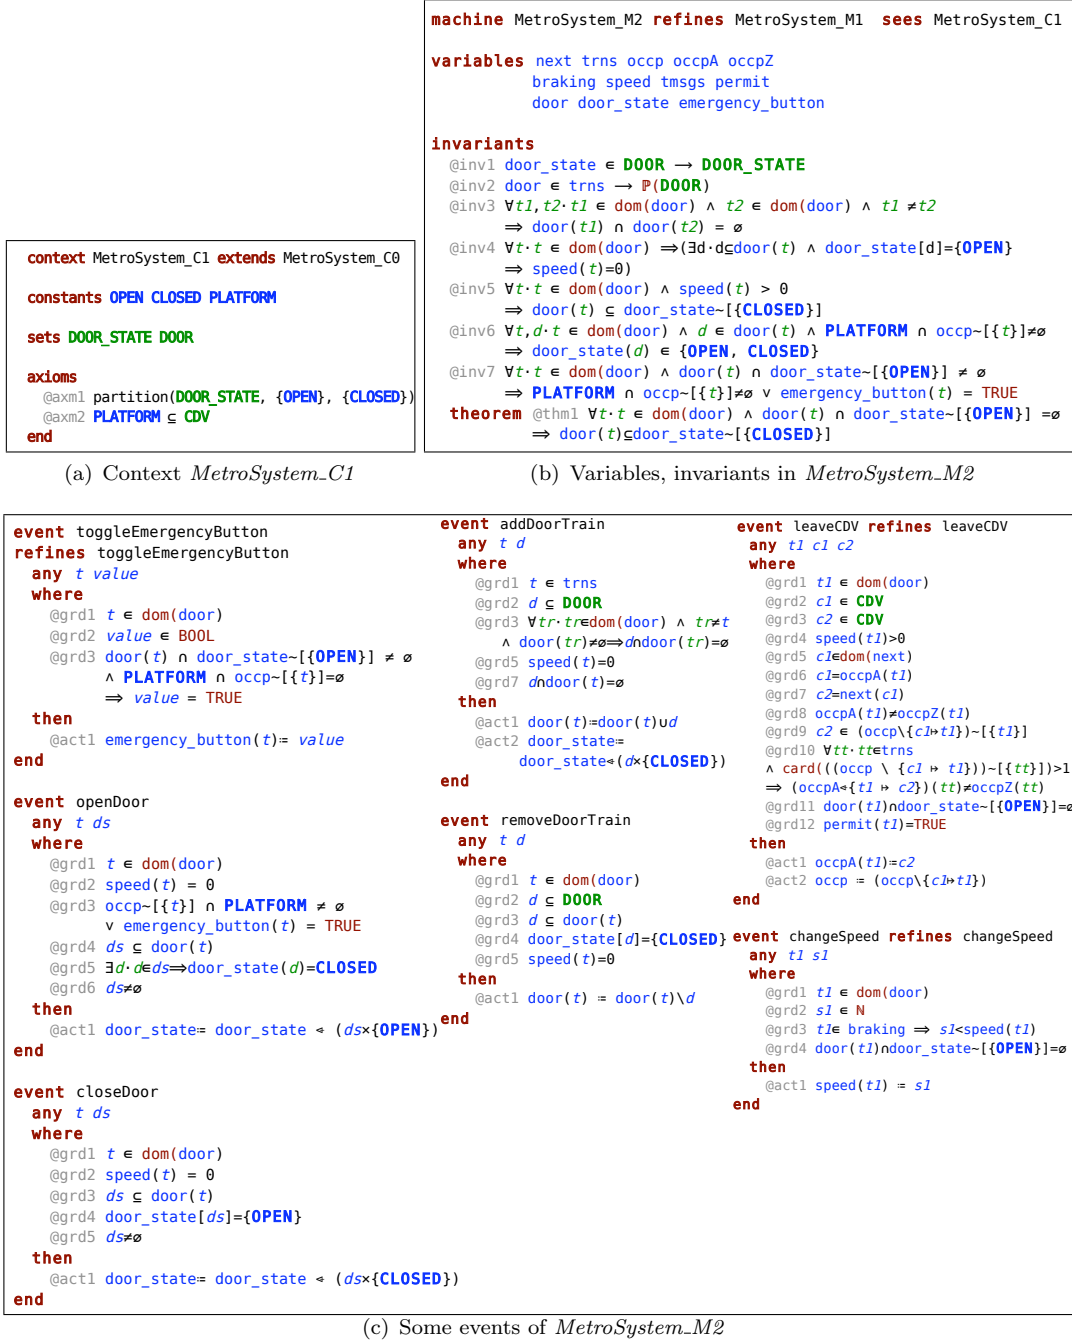 context MetroSystem_C1 extends MetroSystem_C0
constants OPEN CLOSED PLATFORM
sets DOOR_STATE DOOR
axioms
@axm1 partition(DOOR_STATE, {OPEN}, {CLOSED})
@axm2 PLATFORM ⊆ CDV
end
(a) Context MetroSystem_C1
machine MetroSystem_M2 refines MetroSystem_M1 sees MetroSystem_C1
variables next trns occp occpA occpZ
braking speed tmsgs permit
door door_state emergency_button
invariants
@inv1 door_state ∈ DOOR → DOOR_STATE
@inv2 door ∈ trns → ℙ(DOOR)
@inv3 ∀t1,t2·t1 ∈ dom(door) ∧ t2 ∈ dom(door) ∧ t1 ≠t2
⇒ door(t1) ∩ door(t2) = ∅
@inv4 ∀t·t ∈ dom(door) ⇒(∃d·d⊆door(t) ∧ door_state[d]={OPEN}
⇒ speed(t)=0)
@inv5 ∀t·t ∈ dom(door) ∧ speed(t) > 0
⇒ door(t) ⊆ door_state~[{CLOSED}]
@inv6 ∀t,d·t ∈ dom(door) ∧ d ∈ door(t) ∧ PLATFORM ∩ occp~[{t}]≠∅
⇒ door_state(d) ∈ {OPEN, CLOSED}
@inv7 ∀t·t ∈ dom(door) ∧ door(t) ∩ door_state~[{OPEN}] ≠ ∅
⇒ PLATFORM ∩ occp~[{t}]≠∅ ∨ emergency_button(t) = TRUE
theorem @thm1 ∀t·t ∈ dom(door) ∧ door(t) ∩ door_state~[{OPEN}] =∅
⇒ door(t)⊆door_state~[{CLOSED}]
(b) Variables, invariants in MetroSystem_M2
event toggleEmergencyButton
refines toggleEmergencyButton
any t value
where
@grd1 t ∈ dom(door)
@grd2 value ∈ BOOL
@grd3 door(t) ∩ door_state~[{OPEN}] ≠ ∅
∧ PLATFORM ∩ occp~[{t}]=∅
⇒ value = TRUE
then
@act1 emergency_button(t)≔ value
end
event openDoor
any t ds
where
@grd1 t ∈ dom(door)
@grd2 speed(t) = 0
@grd3 occp~[{t}] ∩ PLATFORM ≠ ∅
∨ emergency_button(t) = TRUE
@grd4 ds ⊆ door(t)
@grd5 ∃d·d∈ds⇒door_state(d)=CLOSED
@grd6 ds≠∅
then
@act1 door_state≔ door_state ⩤ (ds×{OPEN})
end
event closeDoor
any t ds
where
@grd1 t ∈ dom(door)
@grd2 speed(t) = 0
@grd3 ds ⊆ door(t)
@grd4 door_state[ds]={OPEN}
@grd5 ds≠∅
then
@act1 door_state≔ door_state ⩤ (ds×{CLOSED})
end
event addDoorTrain
any t d
where
@grd1 t ∈ trns
@grd2 d ⊆ DOOR
@grd3 ∀tr·tr∈dom(door) ∧ tr≠t
∧ door(tr)≠∅⇒d∩door(tr)=∅
@grd5 speed(t)=0
@grd7 d∩door(t)=∅
then
@act1 door(t)≔door(t)∪d
@act2 door_state≔
door_state⩤(d×{CLOSED})
end
event removeDoorTrain
any t d
where
@grd1 t ∈ dom(door)
@grd2 d ⊆ DOOR
@grd3 d ⊆ door(t)
@grd4 door_state[d]={CLOSED}
@grd5 speed(t)=0
then
@act1 door(t) ≔ door(t)\d
end
event leaveCDV refines leaveCDV
any t1 c1 c2
where
@grd1 t1 ∈ dom(door)
@grd2 c1 ∈ CDV
@grd3 c2 ∈ CDV
@grd4 speed(t1)>0
@grd5 c1∈dom(next)
@grd6 c1=occpA(t1)
@grd7 c2=next(c1)
@grd8 occpA(t1)≠occpZ(t1)
@grd9 c2 ∈ (occp\{c1↦t1})~[{t1}]
@grd10 ∀tt·tt∈trns
∧ card(((occp \ {c1 ↦ t1}))~[{tt}])>1
⇒ (occpA⩤{t1 ↦ c2})(tt)≠occpZ(tt)
@grd11 door(t1)∩door_state~[{OPEN}]=∅
@grd12 permit(t1)=TRUE
then
@act1 occpA(t1)≔c2
@act2 occp ≔ (occp\{c1↦t1})
end
event changeSpeed refines changeSpeed
any t1 s1
where
@grd1 t1 ∈ dom(door)
@grd2 s1 ∈ ℕ
@grd3 t1∈ braking ⇒ s1<speed(t1)
@grd4 door(t1)∩door_state~[{OPEN}]=∅
then
@act1 speed(t1) ≔ s1
end
(c) Some events of MetroSystem_M2